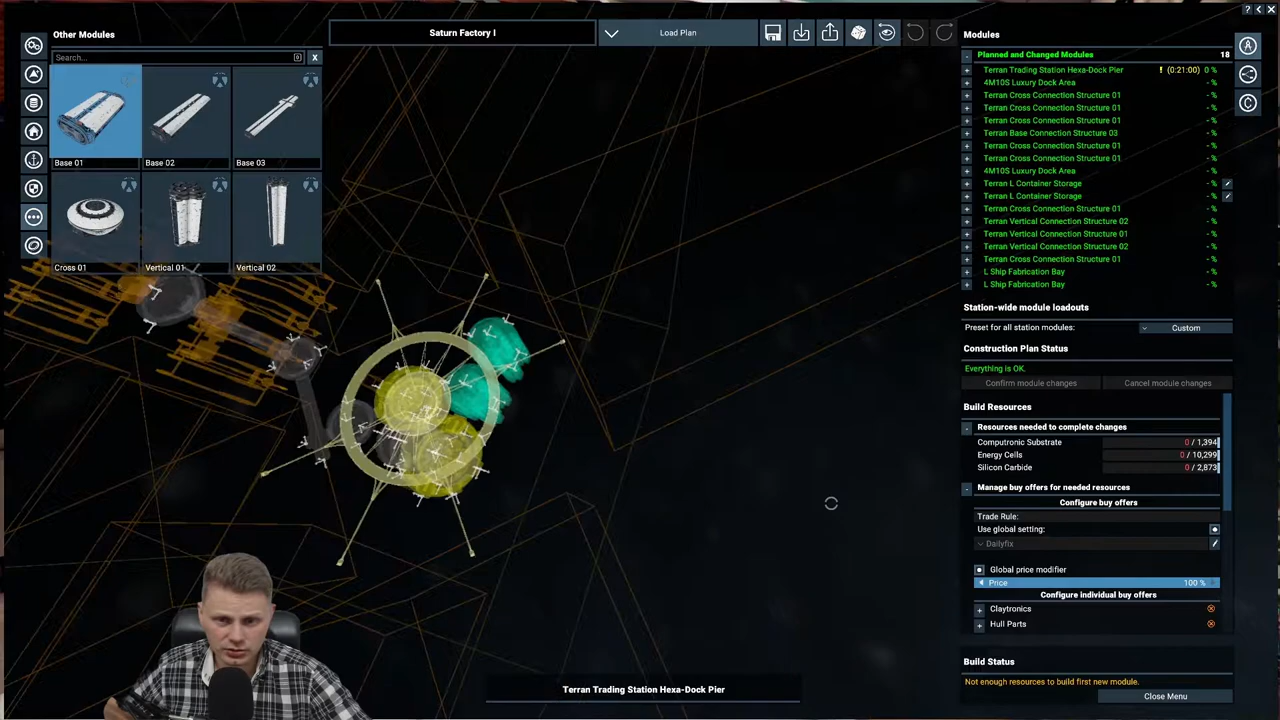 Other Modules
Search...
x
Base 01
Base 02
Base 03
Cross 01
Vertical 01
Vertical 02
Saturn Factory I
Load Plan
?
Modules
Planned and Changed Modules 18
Terran Trading Station Hexa-Dock Pier ! (0:21:00) 0 %
4M10S Luxury Dock Area - %
Terran Cross Connection Structure 01 - %
Terran Cross Connection Structure 01 - %
Terran Cross Connection Structure 01 - %
Terran Base Connection Structure 03 - %
Terran Cross Connection Structure 01 - %
Terran Cross Connection Structure 01 - %
4M10S Luxury Dock Area - %
Terran L Container Storage - %
Terran L Container Storage - %
Terran Cross Connection Structure 01 - %
Terran Vertical Connection Structure 02 - %
Terran Vertical Connection Structure 01 - %
Terran Vertical Connection Structure 02 - %
Terran Cross Connection Structure 01 - %
L Ship Fabrication Bay - %
L Ship Fabrication Bay - %
Station-wide module loadouts
Preset for all station modules: Custom
Construction Plan Status
Everything is OK.
Confirm module changes Cancel module changes
Build Resources
Resources needed to complete changes
Computronic Substrate 0 / 1,394
Energy Cells 0 / 10,299
Silicon Carbide 0 / 2,873
Manage buy offers for needed resources
Configure buy offers
Trade Rule:
Use global setting:
Dailyfix
Global price modifier
Price 100 %
Configure individual buy offers
Claytronics
Hull Parts
Build Status
Not enough resources to build first new module.
Close Menu
Terran Trading Station Hexa-Dock Pier